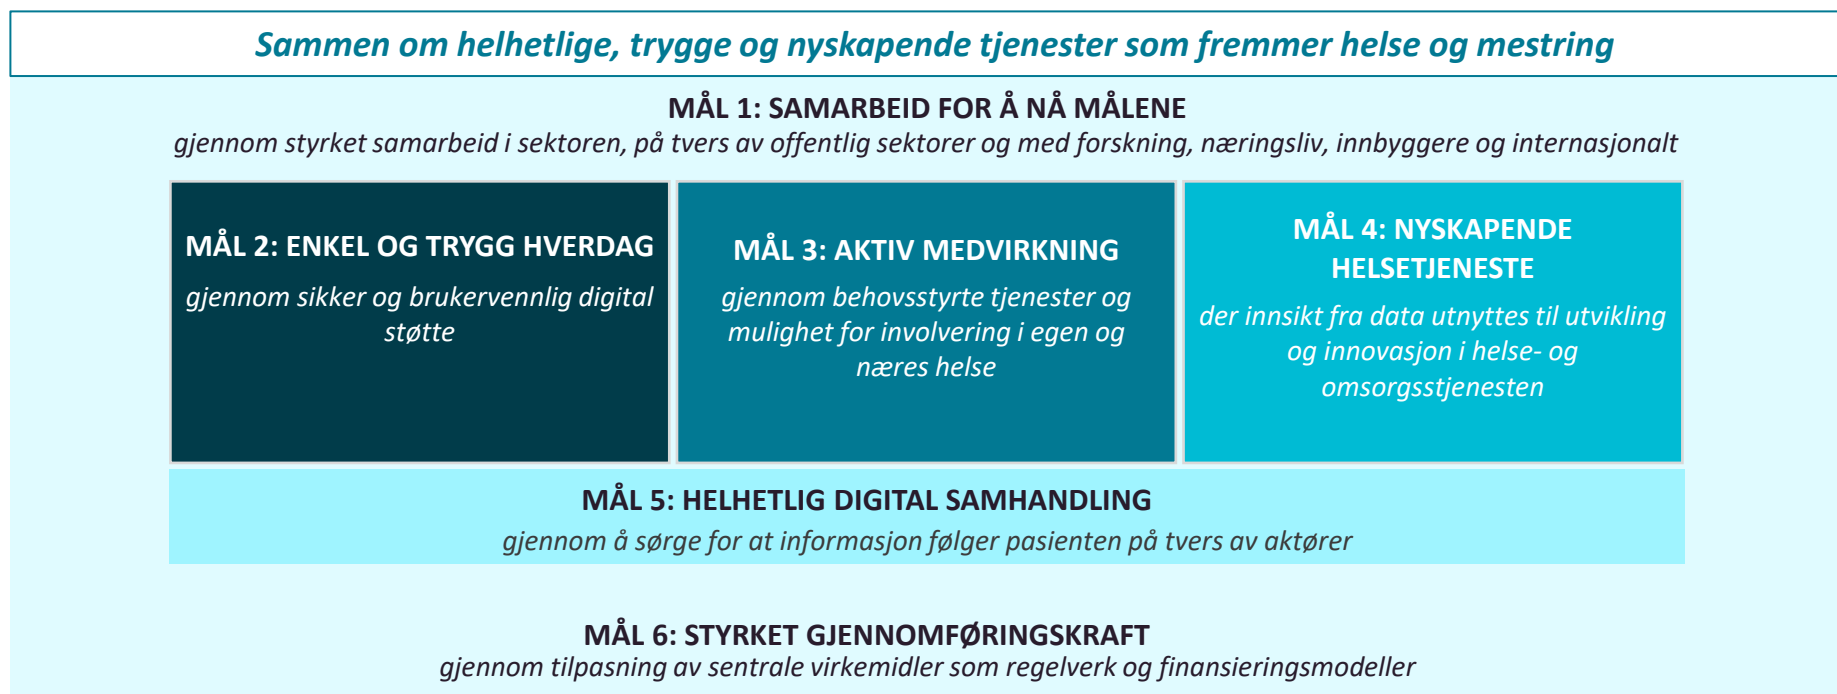 Sammen om helhetlige, trygge og nyskapende tjenester som fremmer helse og mestring
MÅL 1: SAMARBEID FOR Å NÅ MÅLENE
gjennom styrket samarbeid i sektoren, på tvers av offentlig sektorer og med forskning, næringsliv, innbyggere og internasjonalt
MÅL 2: ENKEL OG TRYGG HVERDAG
gjennom sikker og brukervennlig digital
støtte
MÅL 3: AKTIV MEDVIRKNING
gjennom behovsstyrte tjenester og
mulighet for involvering i egen og
næres helse
MÅL 4: NYSKAPENDE
HELSETJENESTE
der innsikt fra data utnyttes til utvikling
og innovasjon i helse- og
omsorgsstjenesten
MÅL 5: HELHETLIG DIGITAL SAMHANDLING
gjennom å sørge for at informasjon følger pasienten på tvers av aktører
MÅL 6: STYRKET GJENNOMFØRINGSKRAFT
gjennom tilpasning av sentrale virkemidler som regelverk og finansieringsmodeller